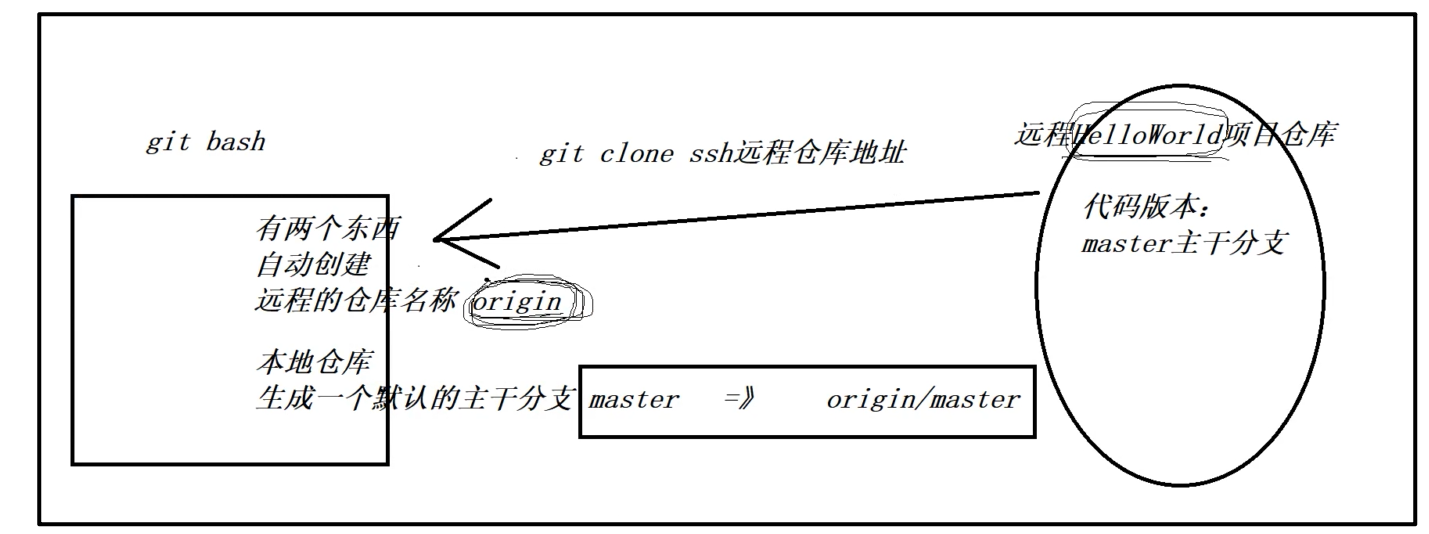 git bash
git clone ssh远程仓库地址
远程HelloWorld项目仓库
代码版本：
master主干分支
有两个东西
自动创建
远程的仓库名称 origin
本地仓库
生成一个默认的主干分支 master =》 origin/master